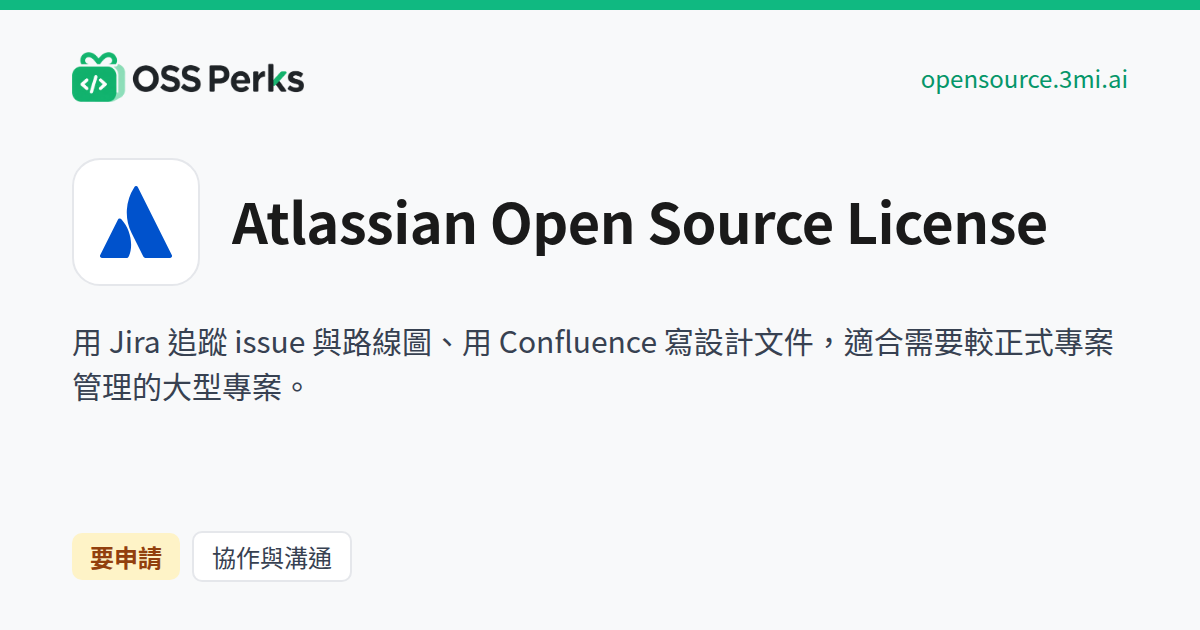 OSS Perks
opensource.3mi.ai
Atlassian Open Source License
用 Jira 追蹤 issue 與路線圖、用 Confluence 寫設計文件，適合需要較正式專案
管理的大型專案。
要申請
協作與溝通